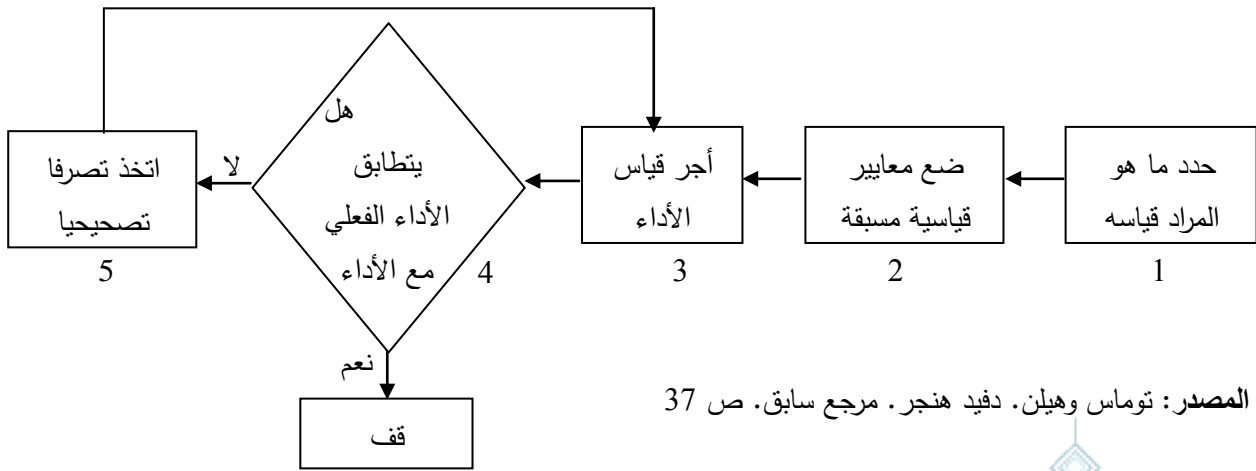 حدد ما هو
المراد قياسه
1
ضع معايير
قياسية مسبقة
2
أجر قياس
الأداء
3
هل
يتطابق
الأداء الفعلي
مع الأداء
4
لا
اتخذ تصرفا
تصحيحيا
5
نعم
قف
المصدر: توماس وهيلن. دفيد هنجر. مرجع سابق. ص 37